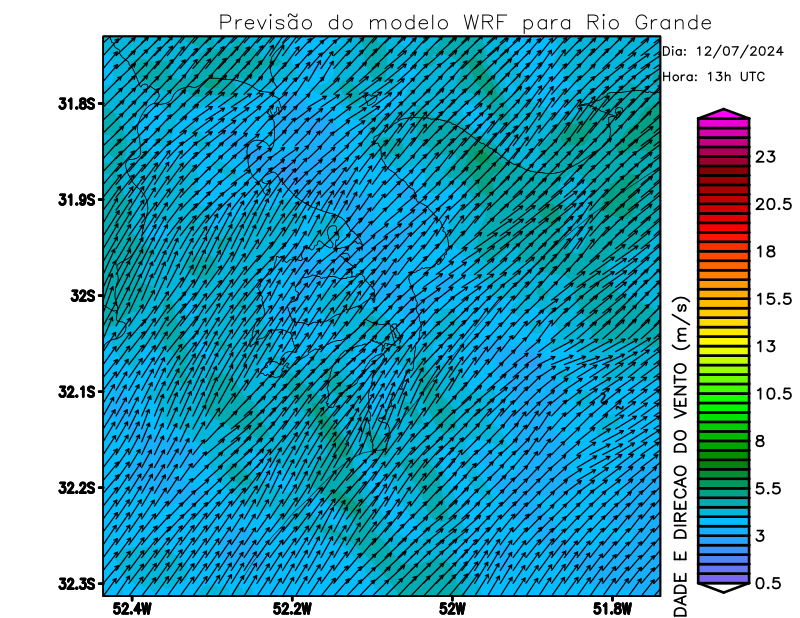 Previsão do modelo WRF para Rio Grande
Dia: 12/07/2024
Hora: 13h UTC
31.8S
31.9S
32S
32.1S
32.2S
32.3S
52.4W
52.2W
52W
51.8W
23
20.5
18
15.5
13
10.5
8
5.5
3
0.5
DADE E DIRECAO DO VENTO (m/s)